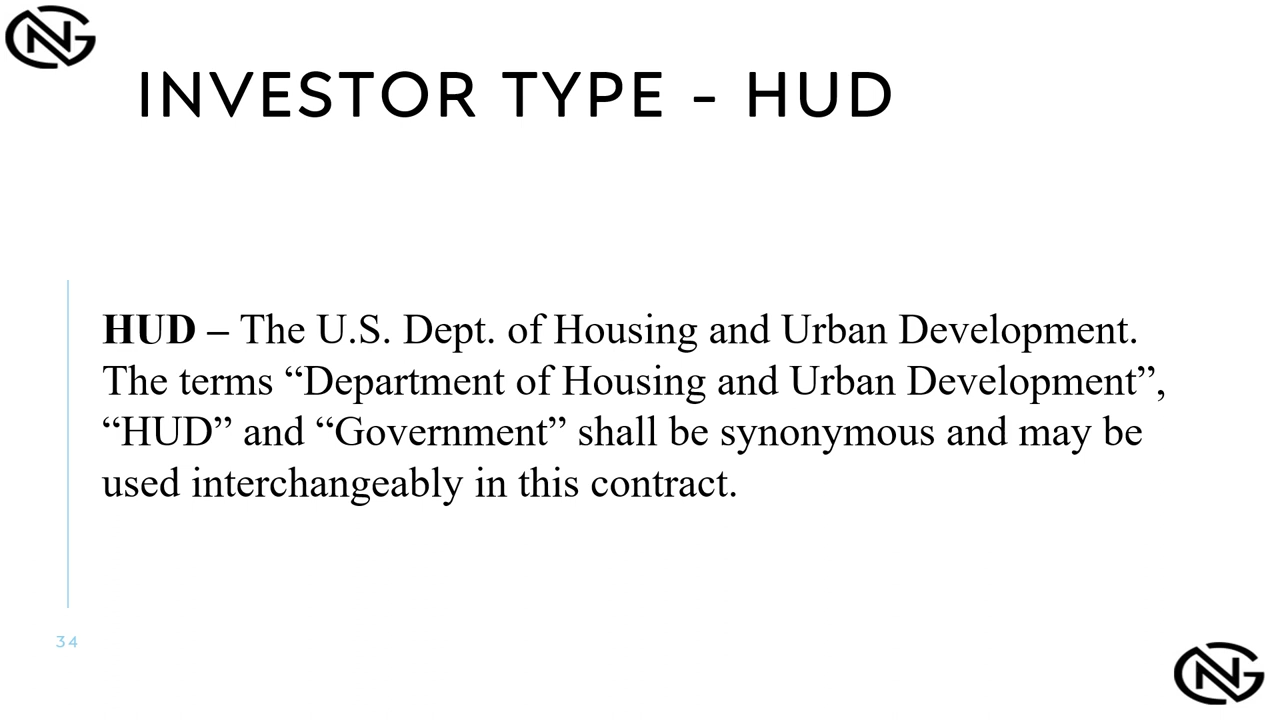 INVESTOR TYPE – HUD
HUD – The U.S. Dept. of Housing and Urban Development.
The terms “Department of Housing and Urban Development”,
“HUD” and “Government” shall be synonymous and may be
used interchangeably in this contract.
34